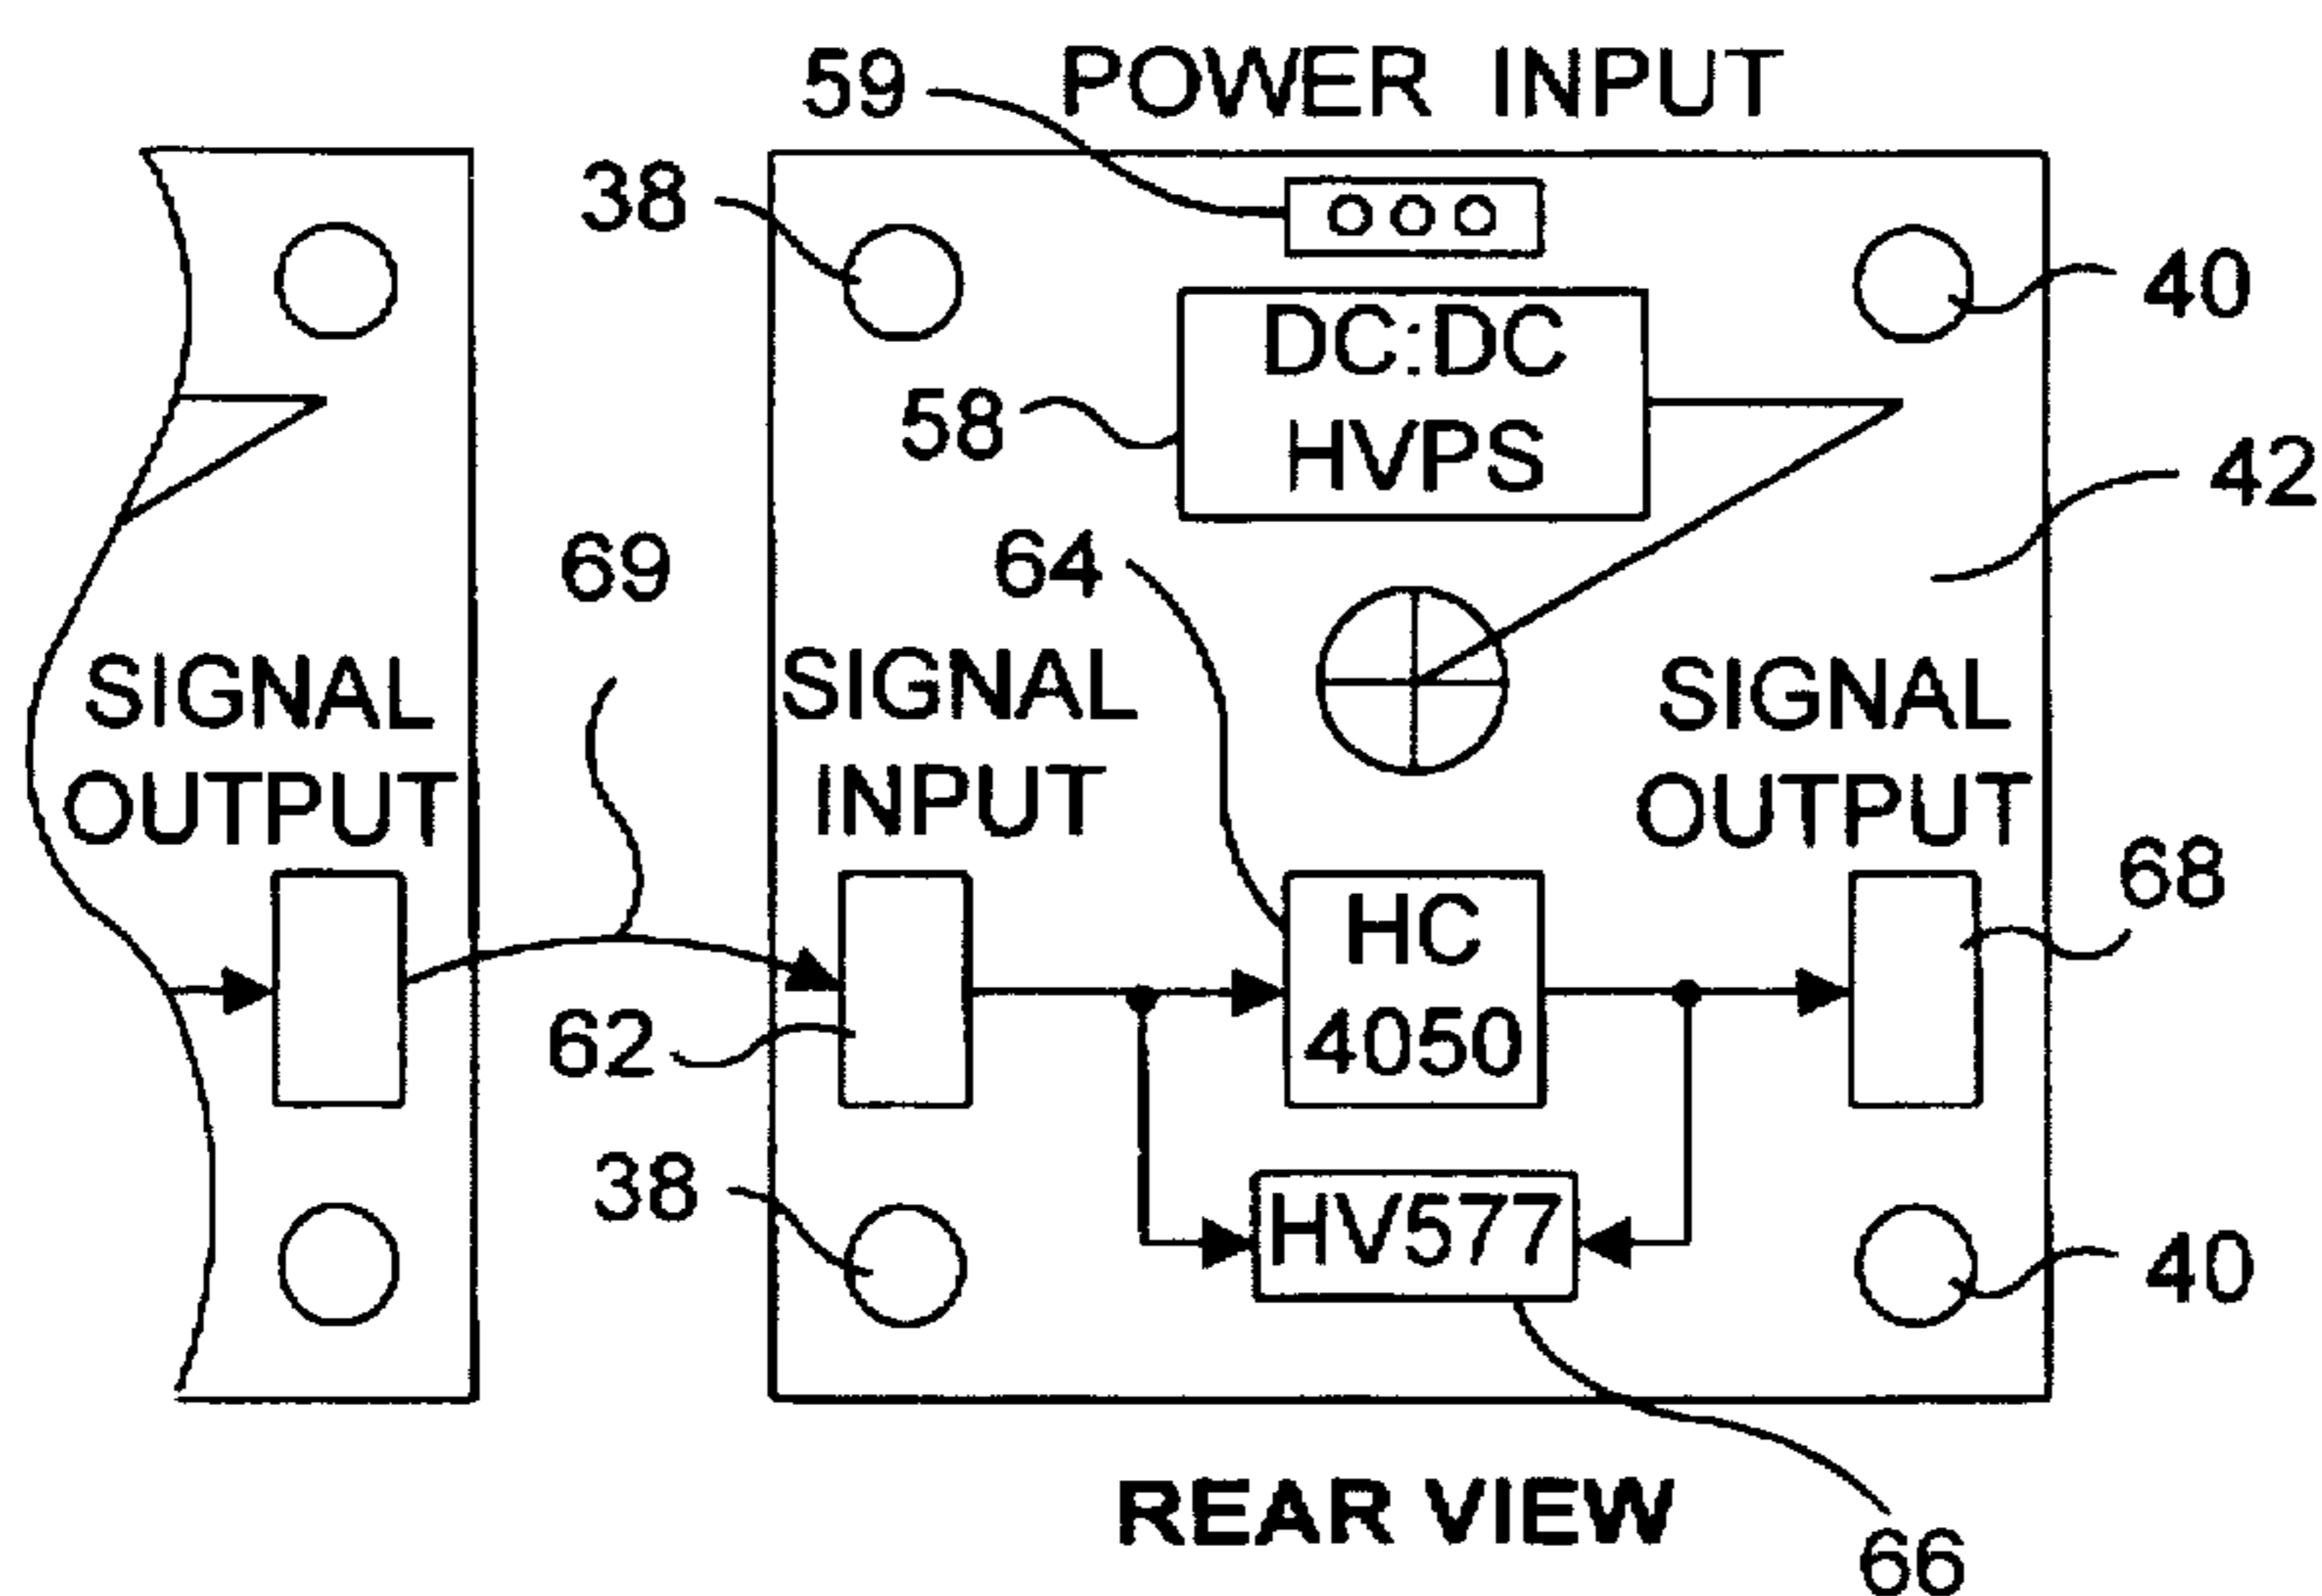 59 POWER INPUT
38
40
DC:DC
HVPS
58
42
69
64
SIGNAL
OUTPUT
SIGNAL
INPUT
SIGNAL
OUTPUT
68
HC
4050
62
38
HV577
40
REAR VIEW
66